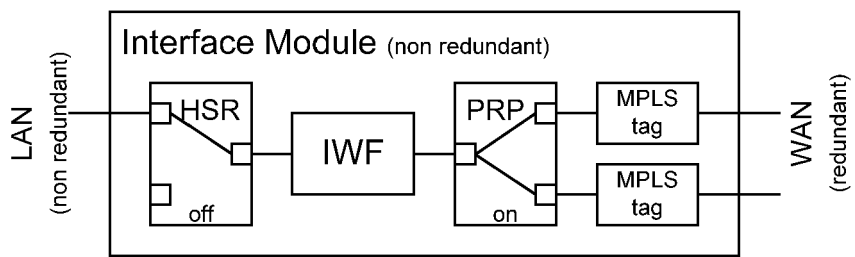 Interface Module (non redundant)
LAN
(non redundant)
HSR
off
IWF
PRP
on
MPLS
tag
MPLS
tag
WAN
(redundant)